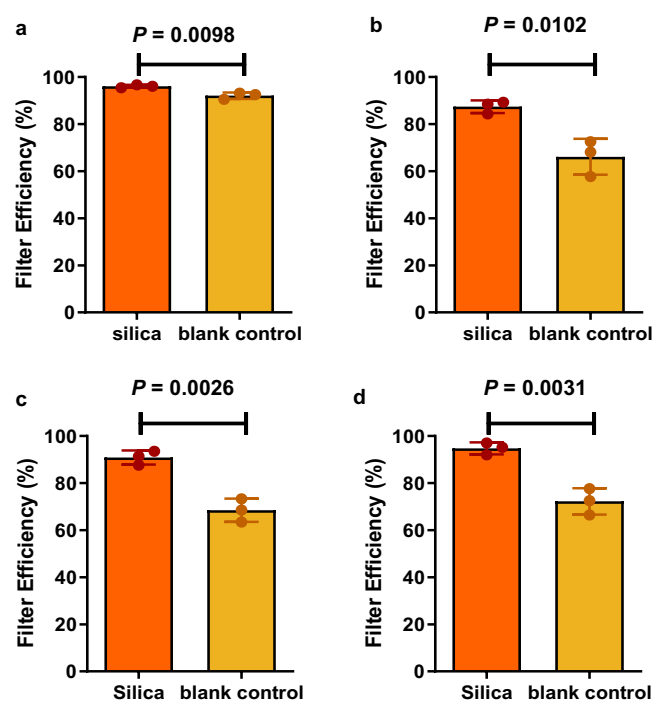 a
P = 0.0098
Filter Efficiency (%)
100
80
60
40
20
0
silica
blank control
b
P = 0.0102
Filter Efficiency (%)
100
80
60
40
20
0
silica
blank control
c
P = 0.0026
Filter Efficiency (%)
100
80
60
40
20
0
Silica
blank control
d
P = 0.0031
Filter Efficiency (%)
100
80
60
40
20
0
Silica
blank control